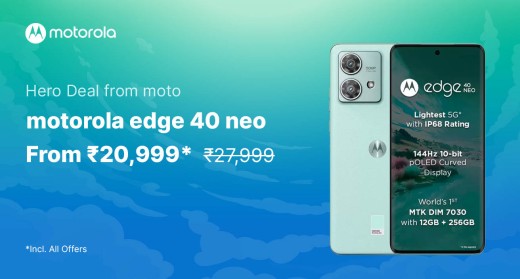 motorola
Hero Deal from moto
motorola edge 40 neo
From ₹20,999* ₹27,999
*Incl. All Offers
edge 40 NEO
Lightest 5G*
with IP68 Rating
144Hz 10-bit
pOLED Curved
Display
World's 1ˢᵗ
MTK DIM 7030
with 12GB + 256GB